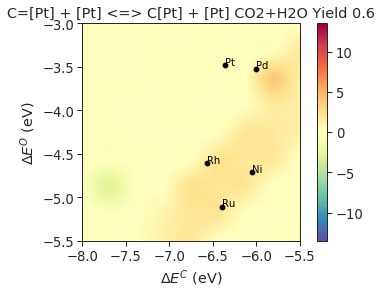 C=[Pt] + [Pt] <=> C[Pt] + [Pt] CO2+H2O Yield 0.6
−3.0
−3.5
−4.0
−4.5
−5.0
−5.5
ΔE^O (eV)
Pt
Pd
Rh
Ni
Ru
−8.0 −7.5 −7.0 −6.5 −6.0 −5.5
ΔE^C (eV)
10
5
0
−5
−10